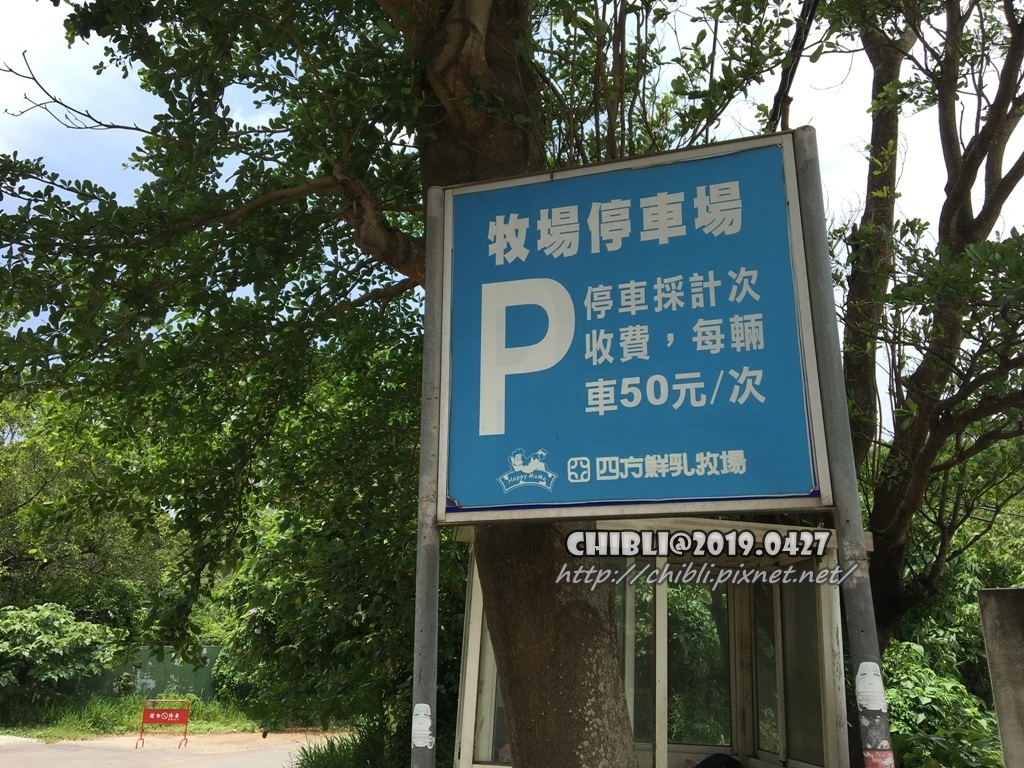 牧場停車場
P
停車採計次
收費，每輛
車50元/次
Happy MaMa
四方鮮乳牧場
CHIBLI@2019.0427
http://chibli.pixnet.net/